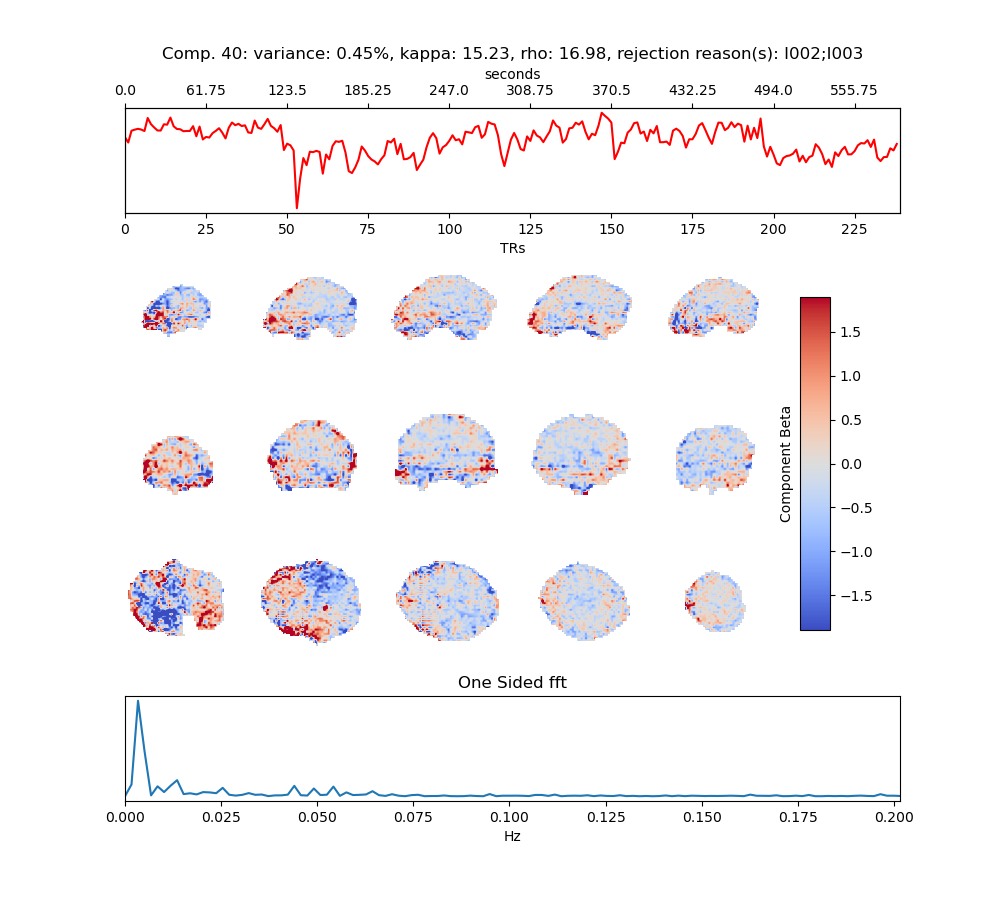 Comp. 40: variance: 0.45%, kappa: 15.23, rho: 16.98, rejection reason(s): I002;I003
seconds
0.0 61.75 123.5 185.25 247.0 308.75 370.5 432.25 494.0 555.75
0 25 50 75 100 125 150 175 200 225
TRs
1.5
1.0
0.5
0.0
−0.5
−1.0
−1.5
Component Beta
One Sided fft
0.000 0.025 0.050 0.075 0.100 0.125 0.150 0.175 0.200
Hz